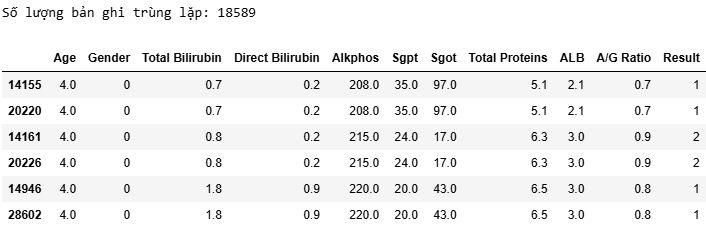 Số lượng bản ghi trùng lặp: 18589
Age Gender Total Bilirubin Direct Bilirubin Alkphos Sgpt Sgot Total Proteins ALB A/G Ratio Result
14155 4.0 0 0.7 0.2 208.0 35.0 97.0 5.1 2.1 0.7 1
20220 4.0 0 0.7 0.2 208.0 35.0 97.0 5.1 2.1 0.7 1
14161 4.0 0 0.8 0.2 215.0 24.0 17.0 6.3 3.0 0.9 2
20226 4.0 0 0.8 0.2 215.0 24.0 17.0 6.3 3.0 0.9 2
14946 4.0 0 1.8 0.9 220.0 20.0 43.0 6.5 3.0 0.8 1
28602 4.0 0 1.8 0.9 220.0 20.0 43.0 6.5 3.0 0.8 1